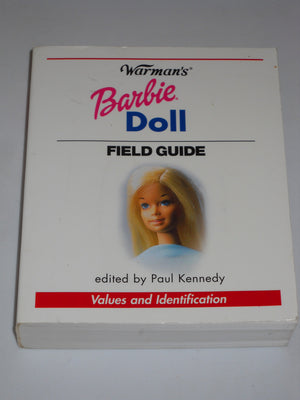 Warman's®
Barbie®
Doll
FIELD GUIDE
edited by Paul Kennedy
Values and Identification